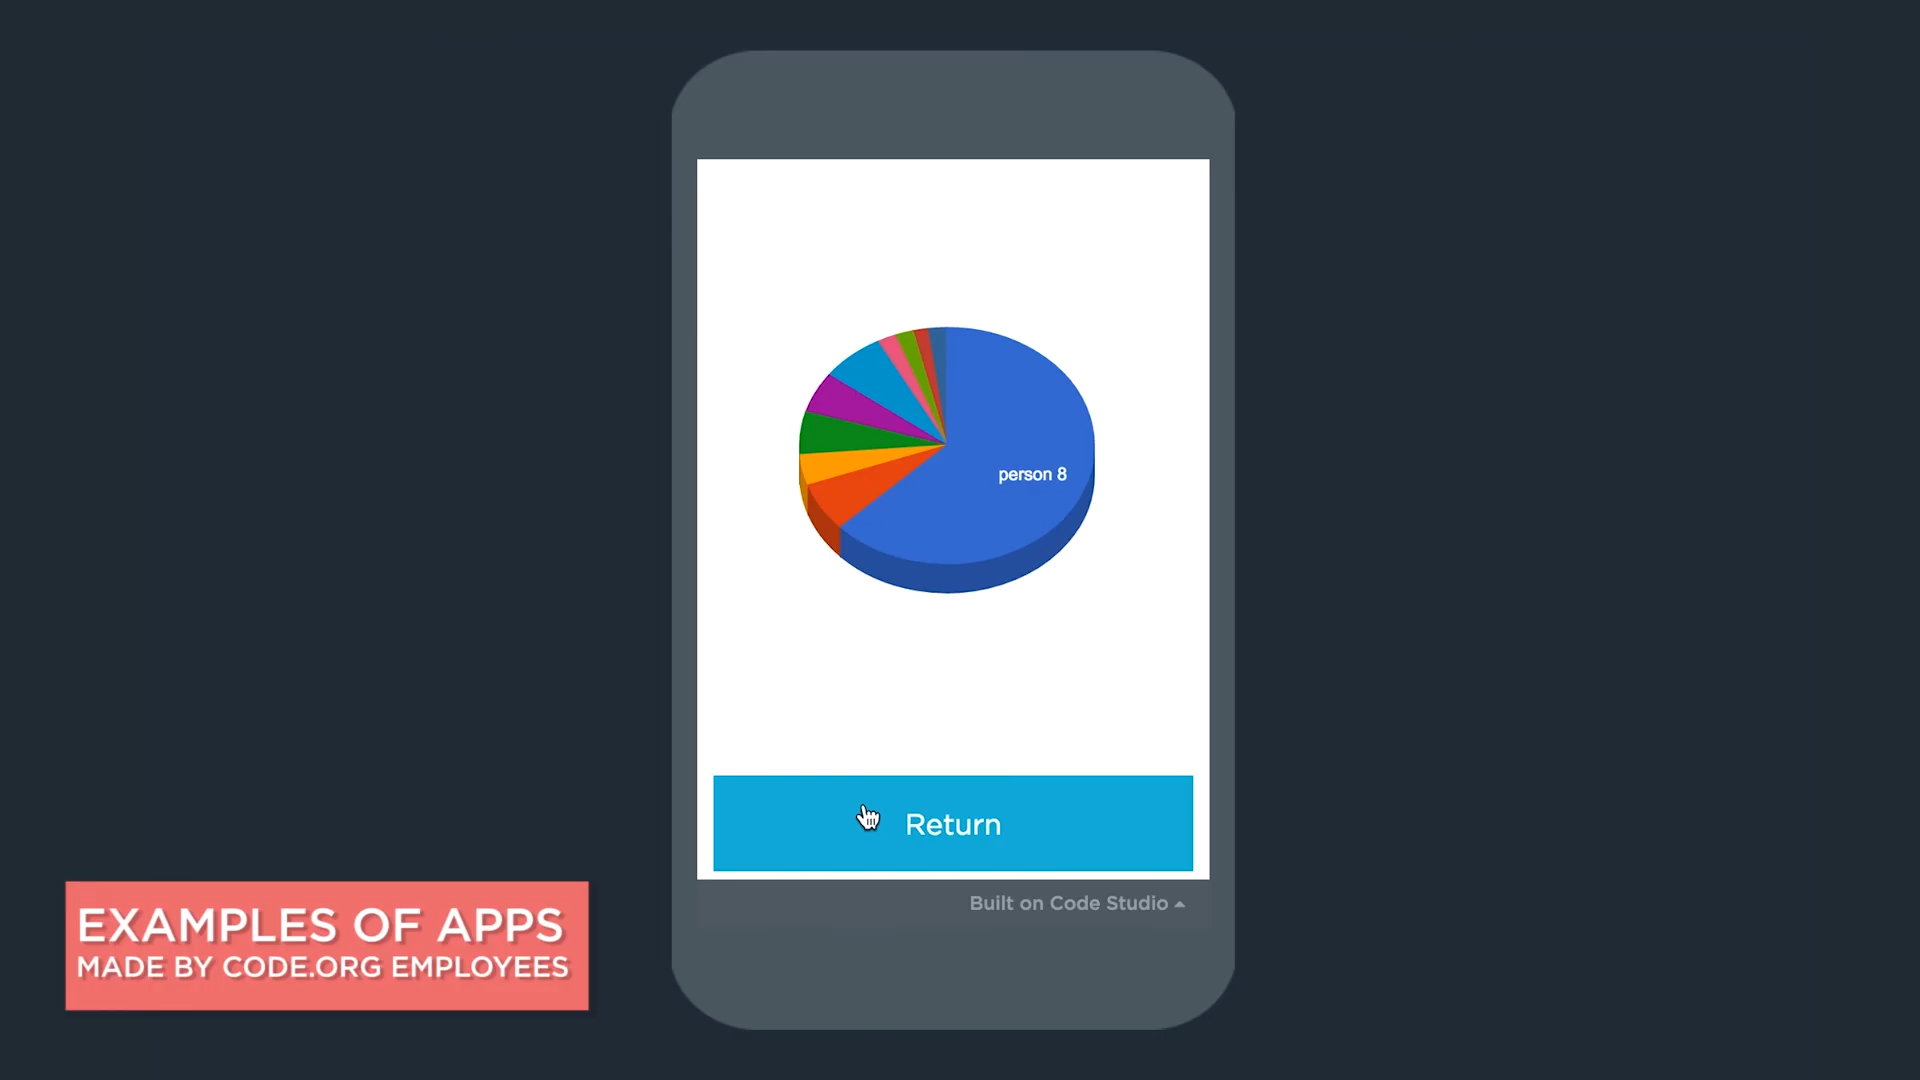 person 8
Return
Built on Code Studio
EXAMPLES OF APPS
MADE BY CODE.ORG EMPLOYEES